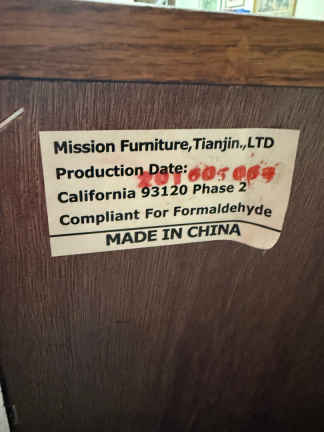 Mission Furniture,Tianjin.,LTD
Production Date:
California 93120 Phase 2
Compliant For Formaldehyde
MADE IN CHINA